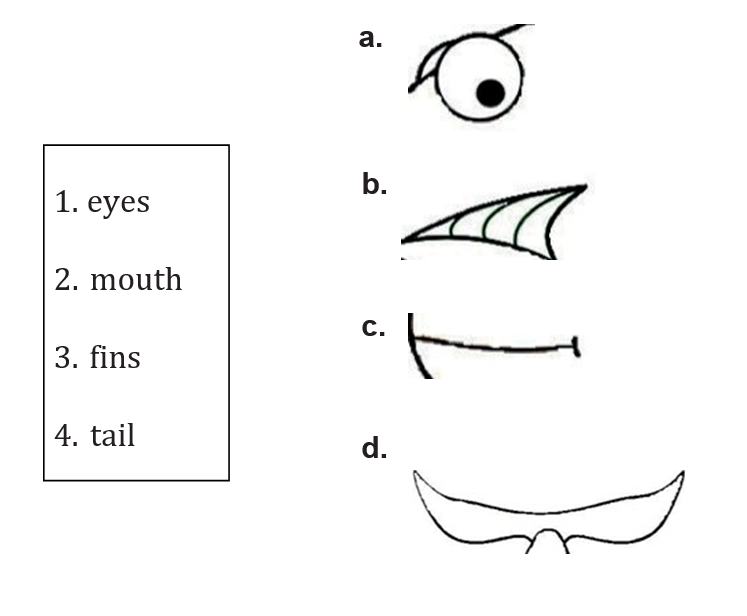 1. eyes
2. mouth
3. fins
4. tail
a.
b.
c.
d.